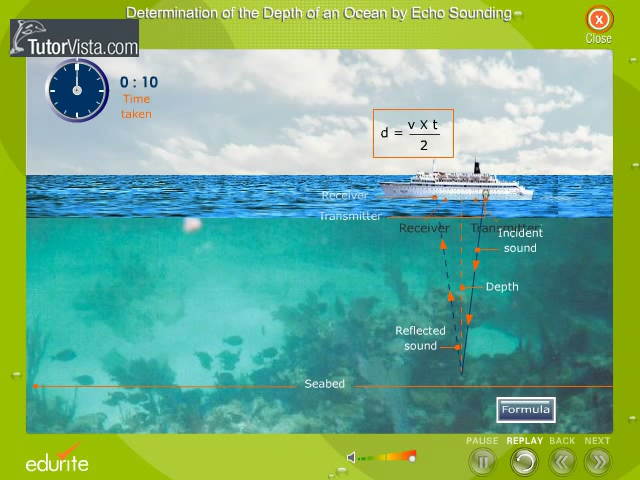 Determination of the Depth of an Ocean by Echo Sounding
x
Close
TutorVista.com
0 : 10
Time
taken
d = v X t
2
Receiver
Transmitter
Receiver
Transmitter
Incident
sound
Depth
Reflected
sound
Seabed
Formula
PAUSE REPLAY BACK NEXT
edurite